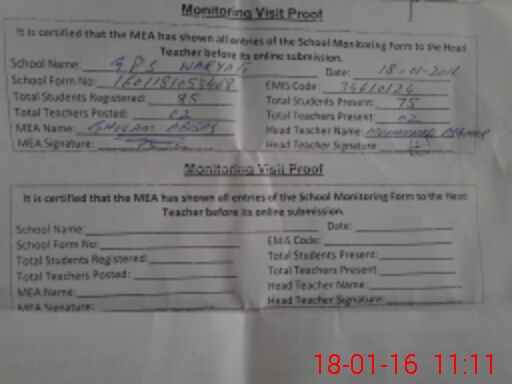 Monitoring Visit Proof
It is certified that the MEA has shown all entries of the School Monitoring Form to the Head
Teacher before its online submission.
School Name: GPS Date: 18-01-2016
School Form No: EMIS Code:
Total Students Registered: 85 Total Students Present: 75
Total Teachers Posted: 02 Total Teachers Present: 02
MEA Name: GHULAM ABBAS Head Teacher Name: MUHAMMAD
MEA Signature: Head Teacher Signature:
Monitoring Visit Proof
It is certified that the MEA has shown all entries of the School Monitoring Form to the Head
Teacher before its online submission.
School Name: Date:
School Form No: EMIS Code:
Total Students Registered: Total Students Present:
Total Teachers Posted: Total Teachers Present:
MEA Name: Head Teacher Name:
MEA Signature: Head Teacher Signature:
18-01-16 11:11